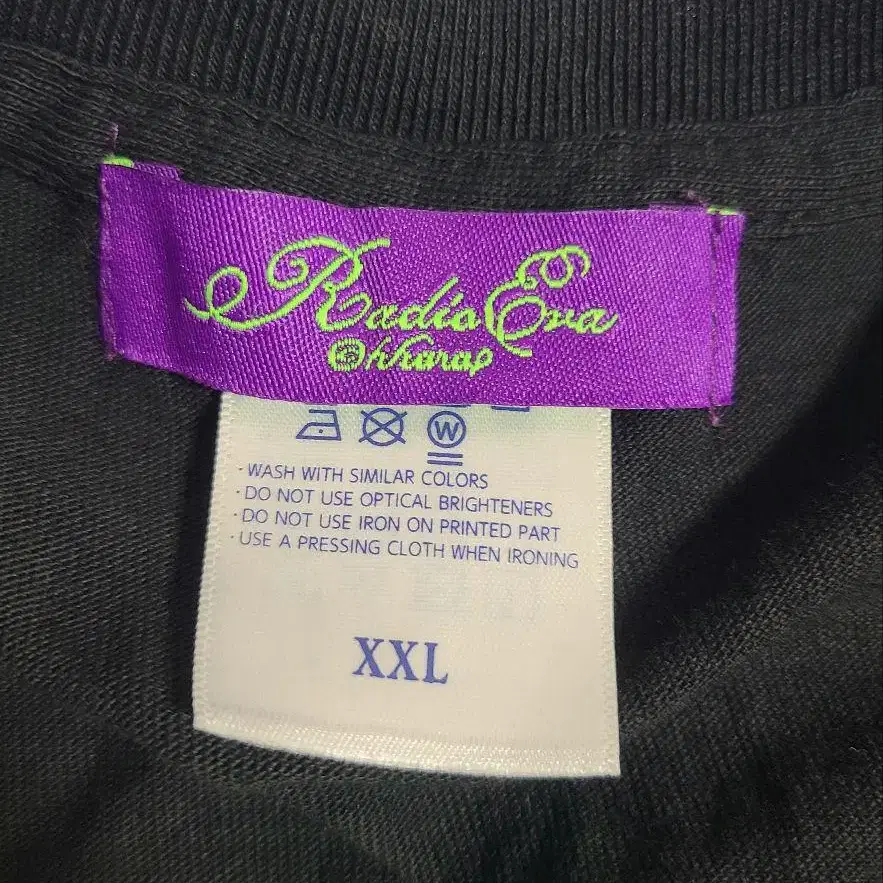 Radio Eva
©khara
W
· WASH WITH SIMILAR COLORS
· DO NOT USE OPTICAL BRIGHTENERS
· DO NOT USE IRON ON PRINTED PART
· USE A PRESSING CLOTH WHEN IRONING
XXL